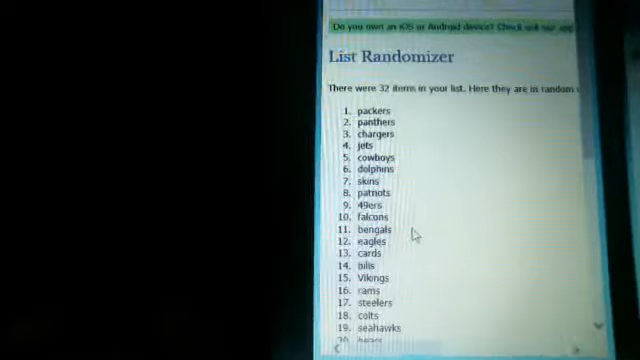 Do you own an iOS or Android device? Check out our app
List Randomizer
There were 32 items in your list. Here they are in random
1. packers
2. panthers
3. chargers
4. jets
5. cowboys
6. dolphins
7. skins
8. patriots
9. 49ers
10. falcons
11. bengals
12. eagles
13. cards
14. bills
15. Vikings
16. rams
17. steelers
18. colts
19. seahawks